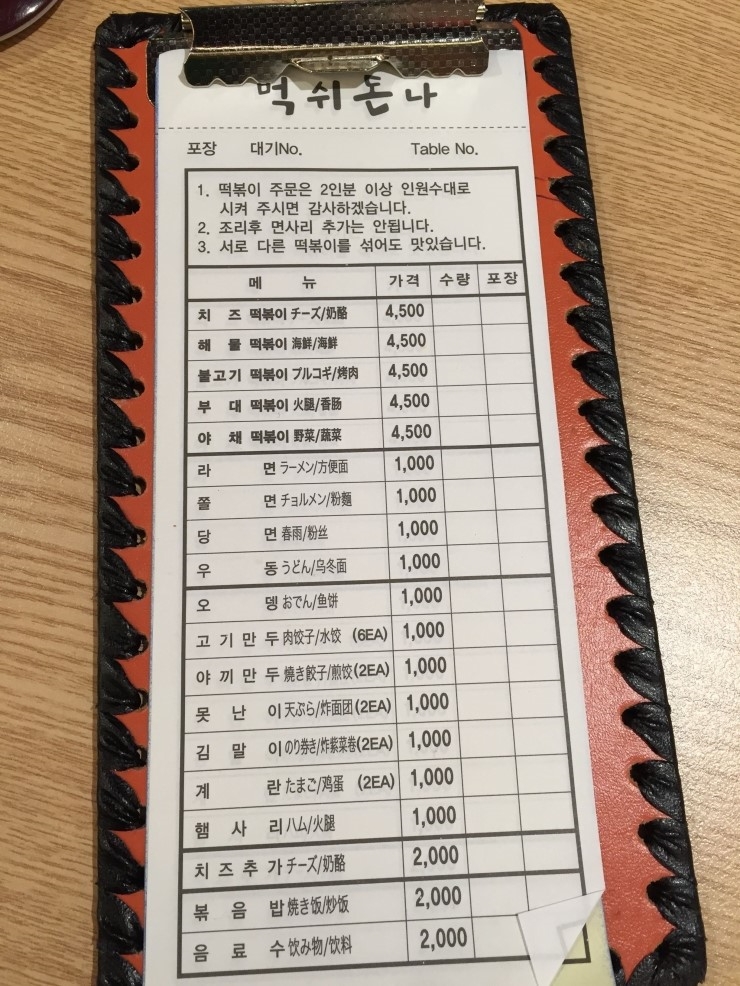 먹쉬돈나
포장 대기No. Table No.
1. 떡볶이 주문은 2인분 이상 인원수대로
시켜 주시면 감사하겠습니다.
2. 조리후 면사리 추가는 안됩니다.
3. 서로 다른 떡볶이를 섞어도 맛있습니다.
메 뉴 가격 수량 포장
치 즈 떡볶이 チーズ/奶酪 4,500
해 물 떡볶이 海鮮/海鲜 4,500
불고기 떡볶이 プルコギ/烤肉 4,500
부 대 떡볶이 火腿/香肠 4,500
야 채 떡볶이 野菜/蔬菜 4,500
라 면 ラーメン/方便面 1,000
쫄 면 チョルメン/粉麵 1,000
당 면 春雨/粉丝 1,000
우 동 うどん/乌冬面 1,000
오 뎅 おでん/鱼饼 1,000
고 기 만 두 肉饺子/水饺 (6EA) 1,000
야 끼 만 두 燒き餃子/煎饺(2EA) 1,000
못 난 이 天ぷら/炸面团(2EA) 1,000
김 말 이 のり券き/炸紫菜卷(2EA) 1,000
계 란 たまご/鸡蛋 (2EA) 1,000
햄 사 리 ハム/火腿 1,000
치 즈 추 가 チーズ/奶酪 2,000
볶 음 밥 焼き饭/炒饭 2,000
음 료 수 饮み物/饮料 2,000